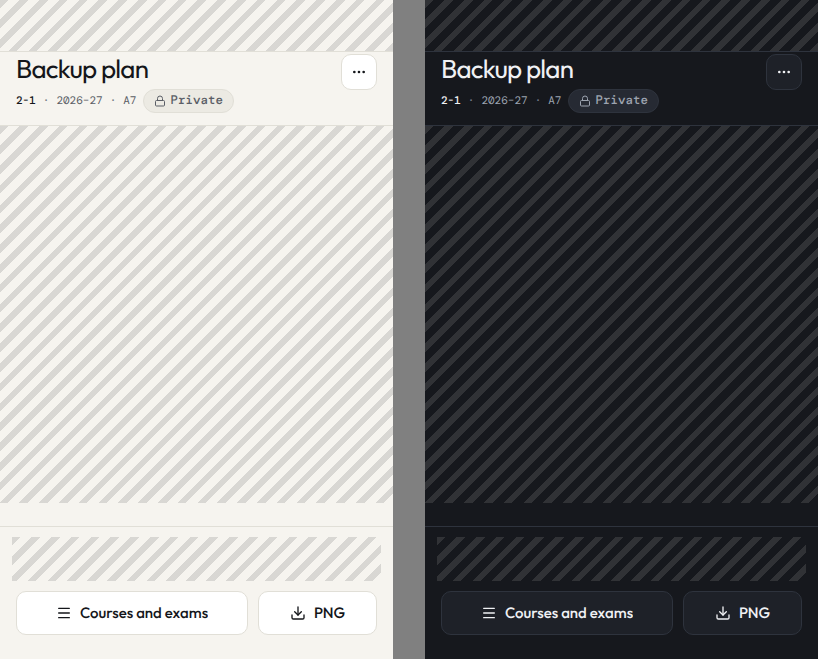 Backup plan
2-1 · 2026-27 · A7 Private
Courses and exams PNG
Backup plan
2-1 · 2026-27 · A7 Private
Courses and exams PNG